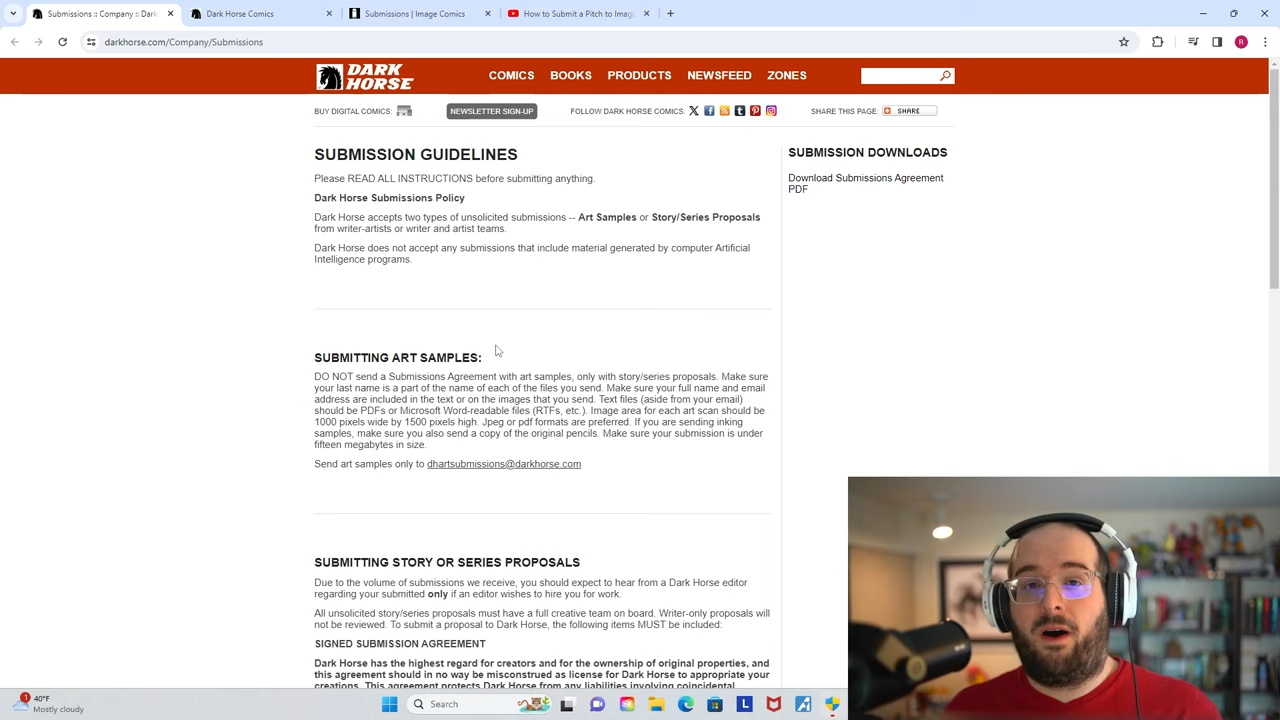 Submissions :: Company :: Dark
Dark Horse Comics
Submissions | Image Comics
How to Submit a Pitch to Imag
darkhorse.com/Company/Submissions
R
DARK
HORSE
COMICS
BOOKS
PRODUCTS
NEWSFEED
ZONES
BUY DIGITAL COMICS:
NEWSLETTER SIGN-UP
FOLLOW DARK HORSE COMICS:
SHARE THIS PAGE:
SHARE
SUBMISSION GUIDELINES
Please READ ALL INSTRUCTIONS before submitting anything.
Dark Horse Submissions Policy
Dark Horse accepts two types of unsolicited submissions -- Art Samples or Story/Series Proposals
from writer-artists or writer and artist teams.
Dark Horse does not accept any submissions that include material generated by computer Artificial
Intelligence programs.
SUBMISSION DOWNLOADS
Download Submissions Agreement
PDF
SUBMITTING ART SAMPLES:
DO NOT send a Submissions Agreement with art samples, only with story/series proposals. Make sure
your last name is a part of the name of each of the files you send. Make sure your full name and email
address are included in the text or on the images that you send. Text files (aside from your email)
should be PDFs or Microsoft Word-readable files (RTFs, etc.). Image area for each art scan should be
1000 pixels wide by 1500 pixels high. Jpeg or pdf formats are preferred. If you are sending inking
samples, make sure you also send a copy of the original pencils. Make sure your submission is under
fifteen megabytes in size.
Send art samples only to dhartsubmissions@darkhorse.com
SUBMITTING STORY OR SERIES PROPOSALS
Due to the volume of submissions we receive, you should expect to hear from a Dark Horse editor
regarding your submitted only if an editor wishes to hire you for work.
All unsolicited story/series proposals must have a full creative team on board. Writer-only proposals will
not be reviewed. To submit a proposal to Dark Horse, the following items MUST be included:
SIGNED SUBMISSION AGREEMENT
Dark Horse has the highest regard for creators and for the ownership of original properties, and
this agreement should in no way be misconstrued as license for Dark Horse to appropriate your
creations. This agreement protects Dark Horse from any liabilities involving coincidental
1
40°F
Mostly cloudy
Search
L